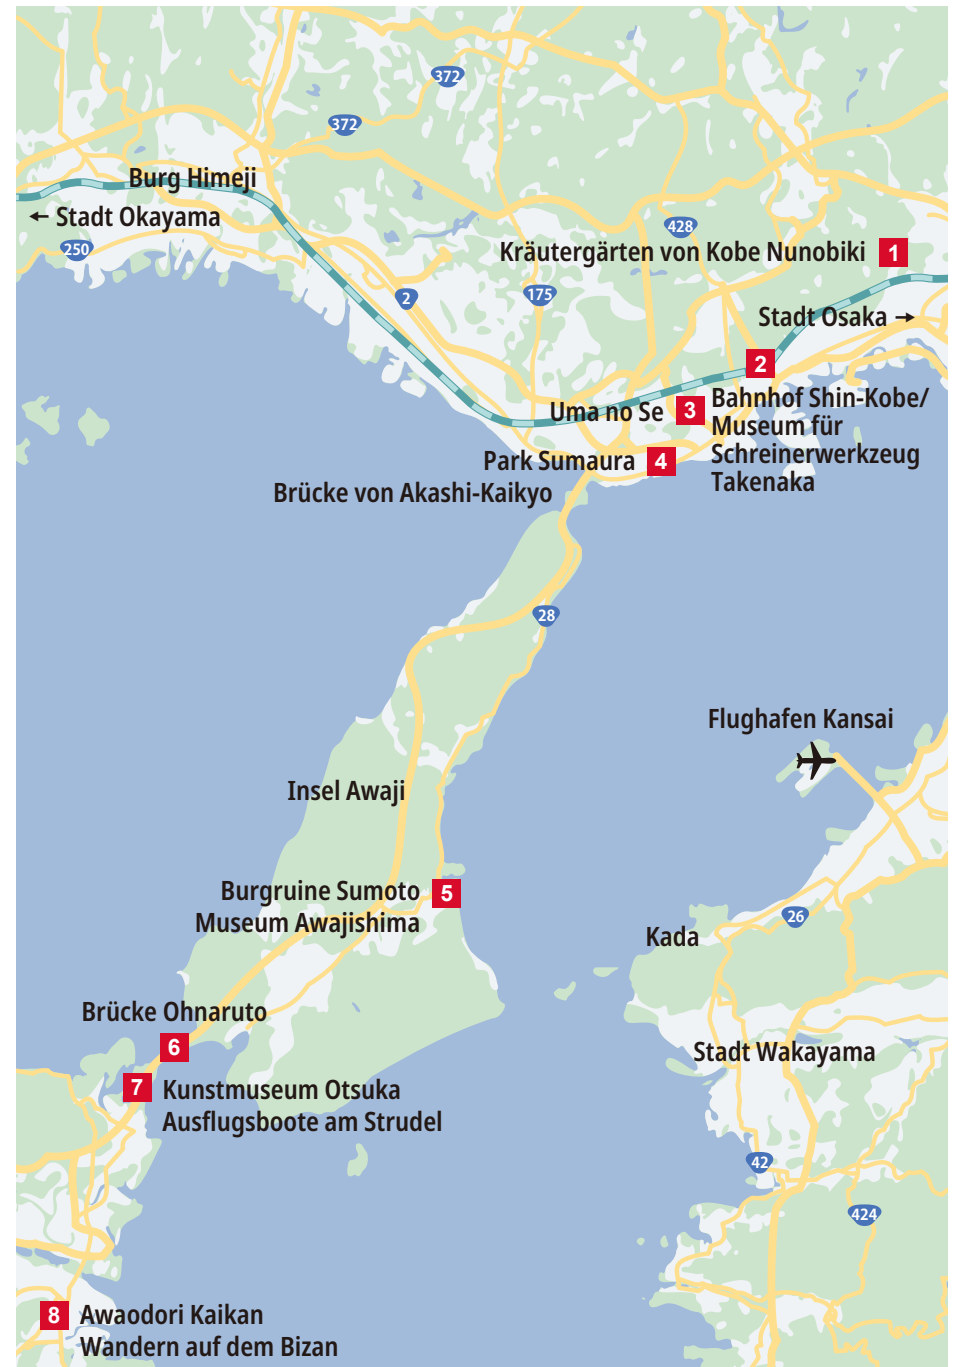 372
372
Burg Himeji
← Stadt Okayama
250
428
Kräutergärten von Kobe Nunobiki 1
2
175
Stadt Osaka →
2
Uma no Se 3
Bahnhof Shin-Kobe/
Museum für
Schreinerwerkzeug
Takenaka
Park Sumaura 4
Brücke von Akashi-Kaikyo
28
Flughafen Kansai
Insel Awaji
Burgruine Sumoto 5
Museum Awajishima
26
Kada
Brücke Ohnaruto
6
Stadt Wakayama
7 Kunstmuseum Otsuka
Ausflugsboote am Strudel
42
424
8 Awaodori Kaikan
Wandern auf dem Bizan